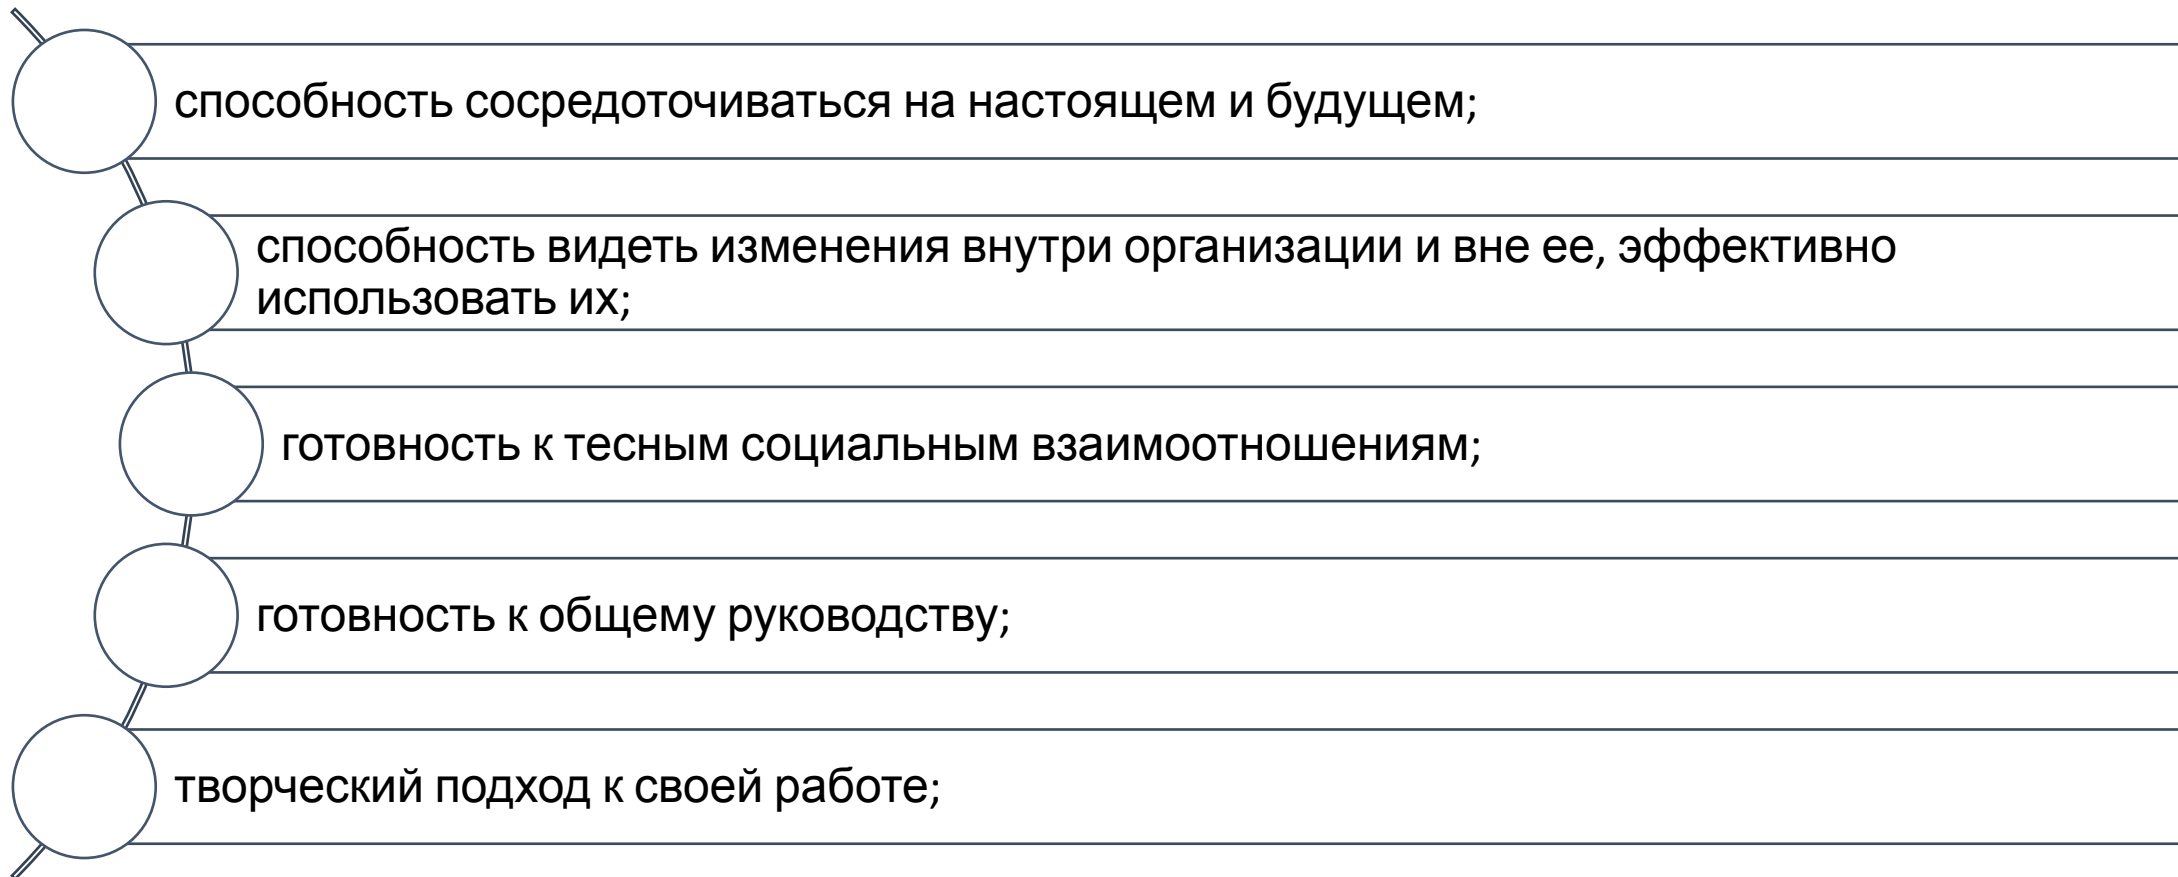 способность сосредоточиваться на настоящем и будущем;
способность видеть изменения внутри организации и вне ее, эффективно
использовать их;
готовность к тесным социальным взаимоотношениям;
готовность к общему руководству;
творческий подход к своей работе;